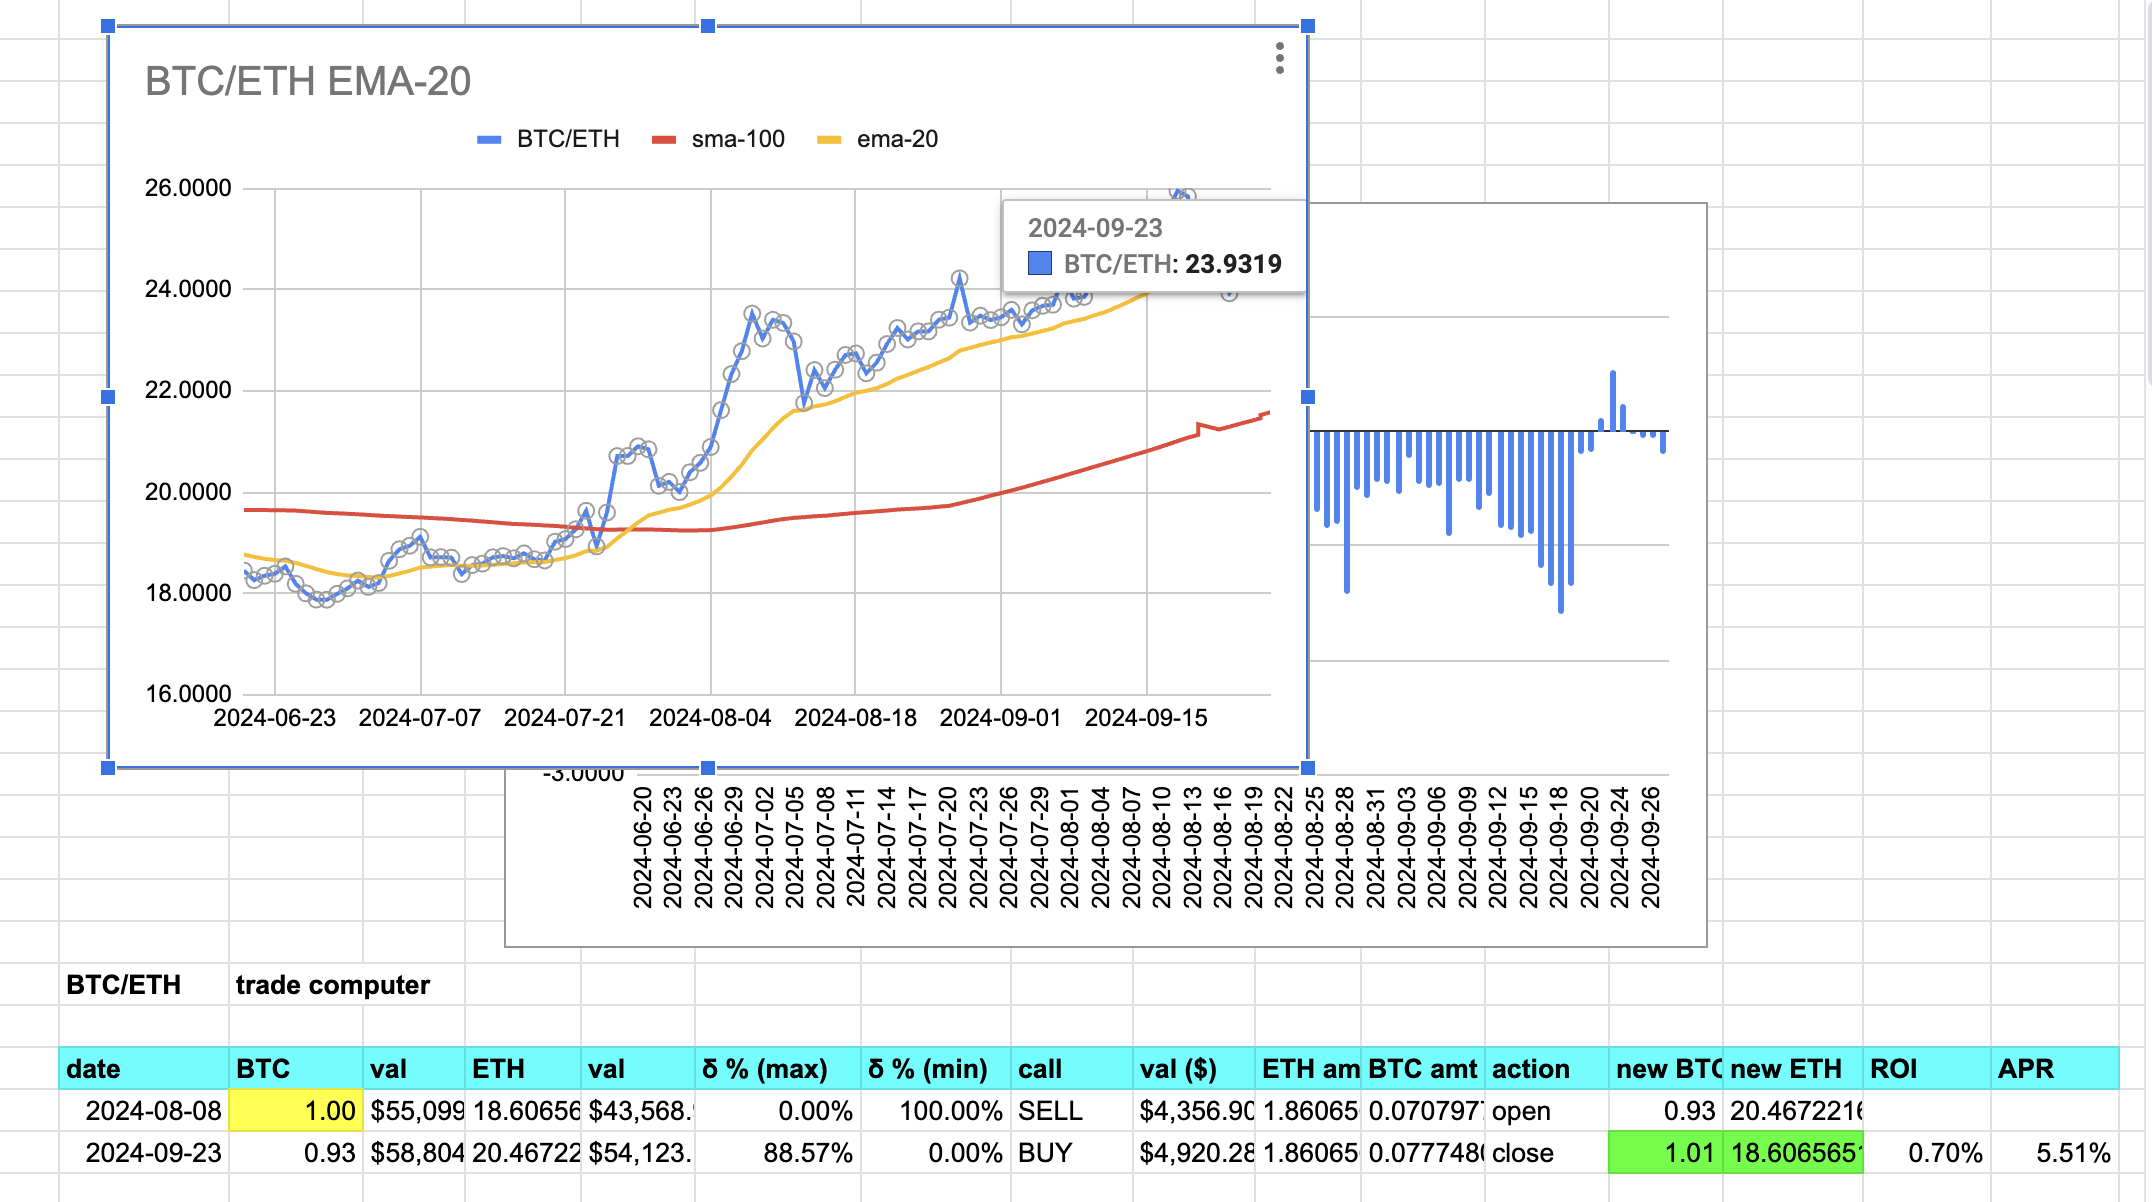 BTC/ETH EMA-20
BTC/ETH sma-100 ema-20
26.0000
24.0000
22.0000
20.0000
18.0000
16.0000
2024-09-23
BTC/ETH: 23.9319
2024-06-23 2024-07-07 2024-07-21 2024-08-04 2024-08-18 2024-09-01 2024-09-15
-3.0000
2024-06-20 2024-06-23 2024-06-26 2024-06-29 2024-07-02 2024-07-05 2024-07-08 2024-07-11 2024-07-14 2024-07-17 2024-07-20 2024-07-23 2024-07-26 2024-07-29 2024-08-01 2024-08-04 2024-08-07 2024-08-10 2024-08-13 2024-08-16 2024-08-19 2024-08-22 2024-08-25 2024-08-28 2024-08-31 2024-09-03 2024-09-06 2024-09-09 2024-09-12 2024-09-15 2024-09-18 2024-09-20 2024-09-24 2024-09-26
BTC/ETH trade computer
date BTC val ETH val δ % (max) δ % (min) call val ($) ETH am BTC amt action new BTC new ETH ROI APR
2024-08-08 1.00 $55,099 18.60656 $43,568. 0.00% 100.00% SELL $4,356.90 1.86065 0.070797 open 0.93 20.4672216
2024-09-23 0.93 $58,804 20.46722 $54,123. 88.57% 0.00% BUY $4,920.28 1.86065 0.077748 close 1.01 18.606565 0.70% 5.51%